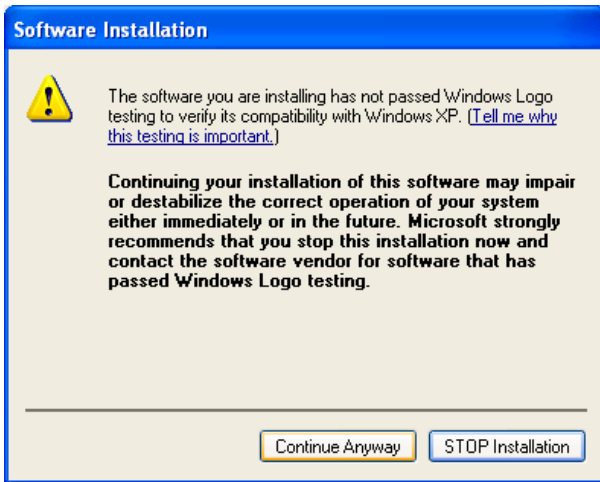 Software Installation
The software you are installing has not passed Windows Logo
testing to verify its compatibility with Windows XP. (Tell me why
this testing is important.)
Continuing your installation of this software may impair
or destabilize the correct operation of your system
either immediately or in the future. Microsoft strongly
recommends that you stop this installation now and
contact the software vendor for software that has
passed Windows Logo testing.
Continue Anyway
STOP Installation